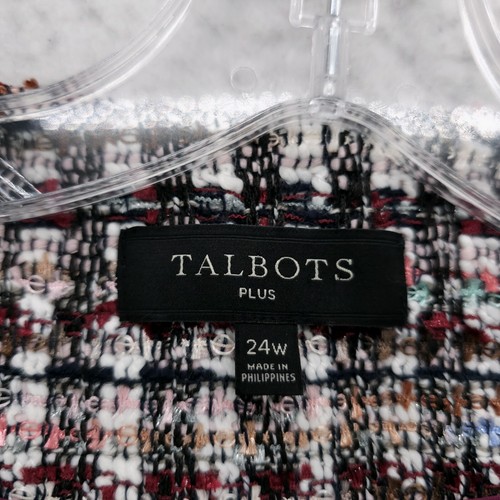 TALBOTS
PLUS
24W
MADE IN
PHILIPPINES